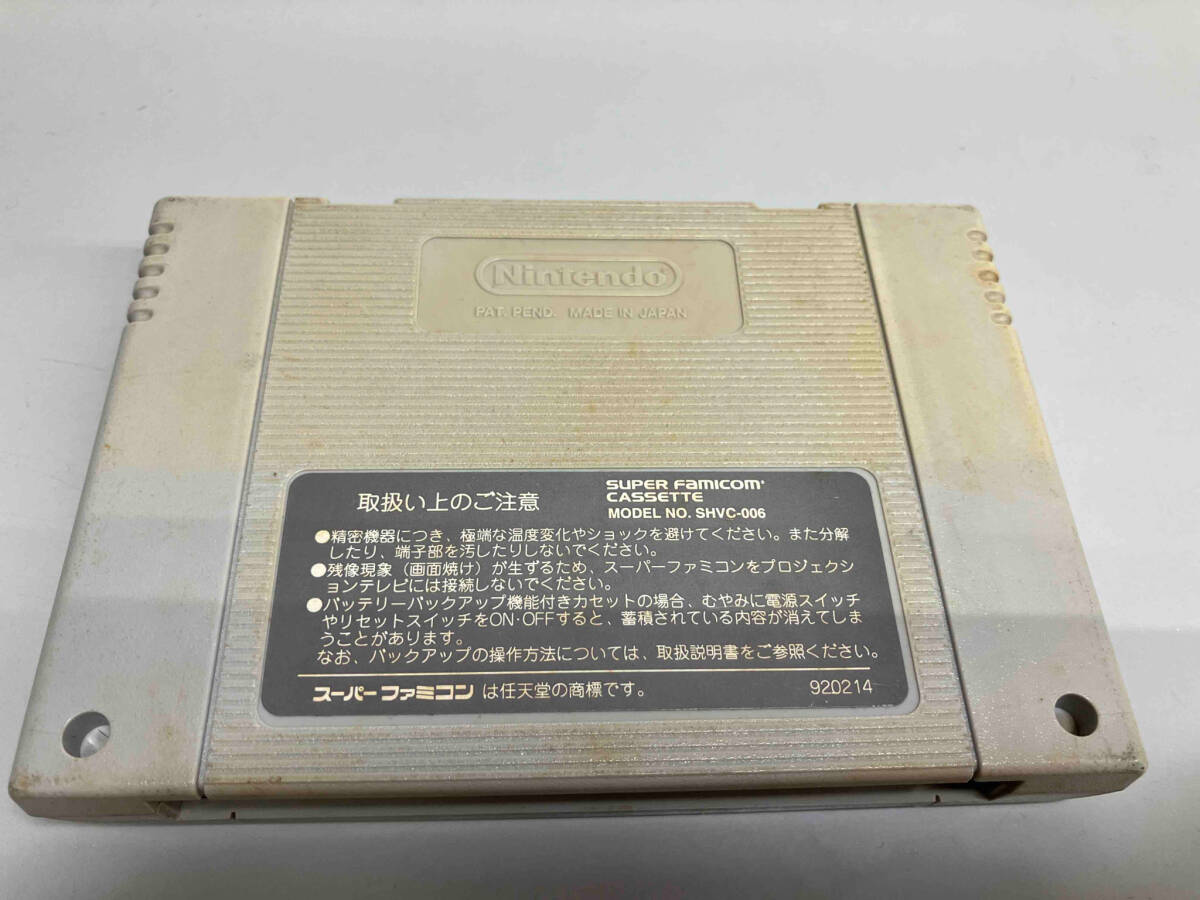 Nintendo®
PAT. PEND. MADE IN JAPAN
取扱い上のご注意
SUPER FAMICOM
CASSETTE
MODEL NO. SHVC-006
●精密機器につき、極端な温度変化やショックを避けてください。また分解
したり、端子部を汚したりしないでください。
●残像現象（画面焼け）が生ずるため、スーパーファミコンをプロジェクシ
ョンテレビには接続しないでください。
●バッテリーバックアップ機能付きカセットの場合、むやみに電源スイッチ
やリセットスイッチをON·OFFすると、蓄積されている内容が消えてしま
うことがあります。
なお、バックアップの操作方法については、取扱説明書をご参照ください。
スーパーファミコン は任天堂の商標です。
920214